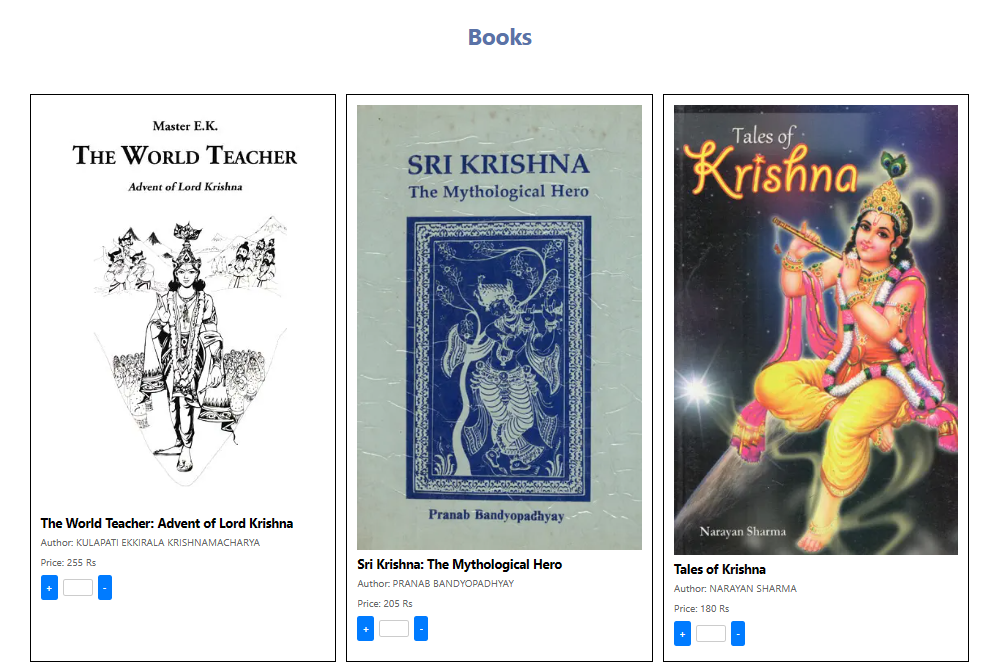 Books
Master E.K.
THE WORLD TEACHER
Advent of Lord Krishna
The World Teacher: Advent of Lord Krishna
Author: KULAPATI EKKIRALA KRISHNAMACHARYA
Price: 255 Rs
+ -
SRI KRISHNA
The Mythological Hero
Pranab Bandyopadhyay
Sri Krishna: The Mythological Hero
Author: PRANAB BANDYOPADHYAY
Price: 205 Rs
+ -
Tales of
Krishna
Narayan Sharma
Tales of Krishna
Author: NARAYAN SHARMA
Price: 180 Rs
+ -